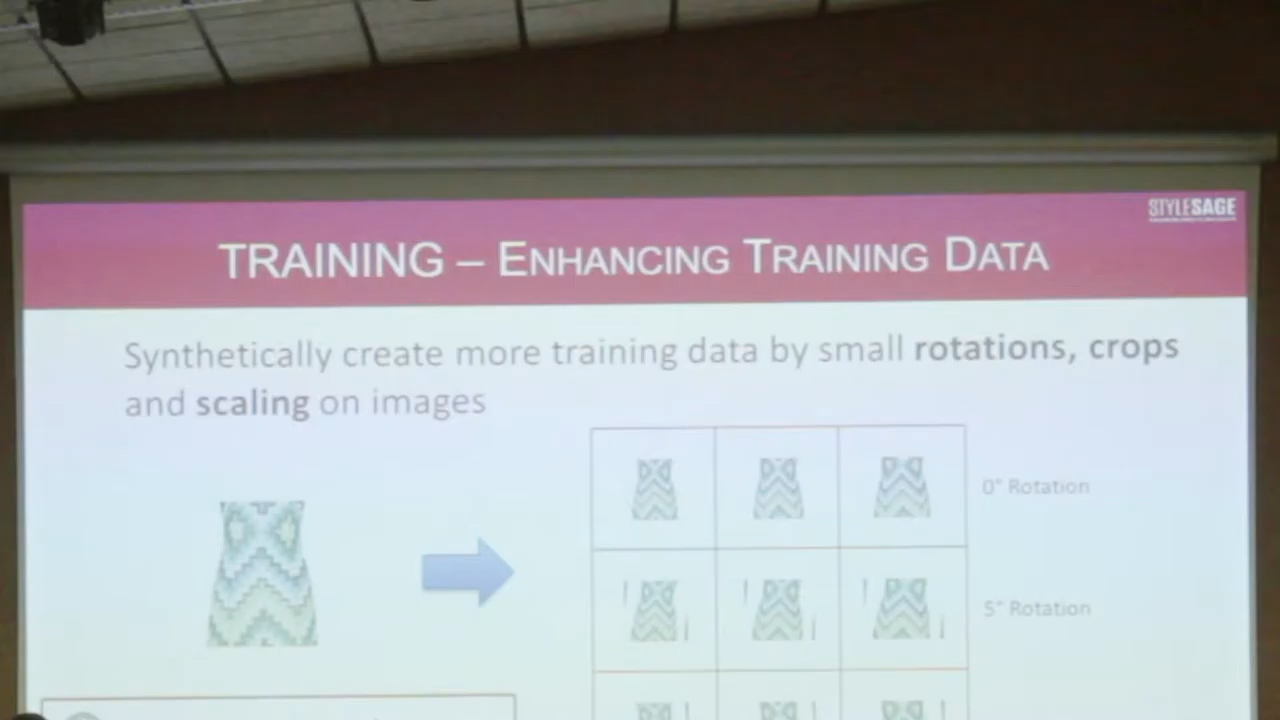 STYLESAGE
TRAINING – ENHANCING TRAINING DATA
Synthetically create more training data by small rotations, crops
and scaling on images
0° Rotation
5° Rotation